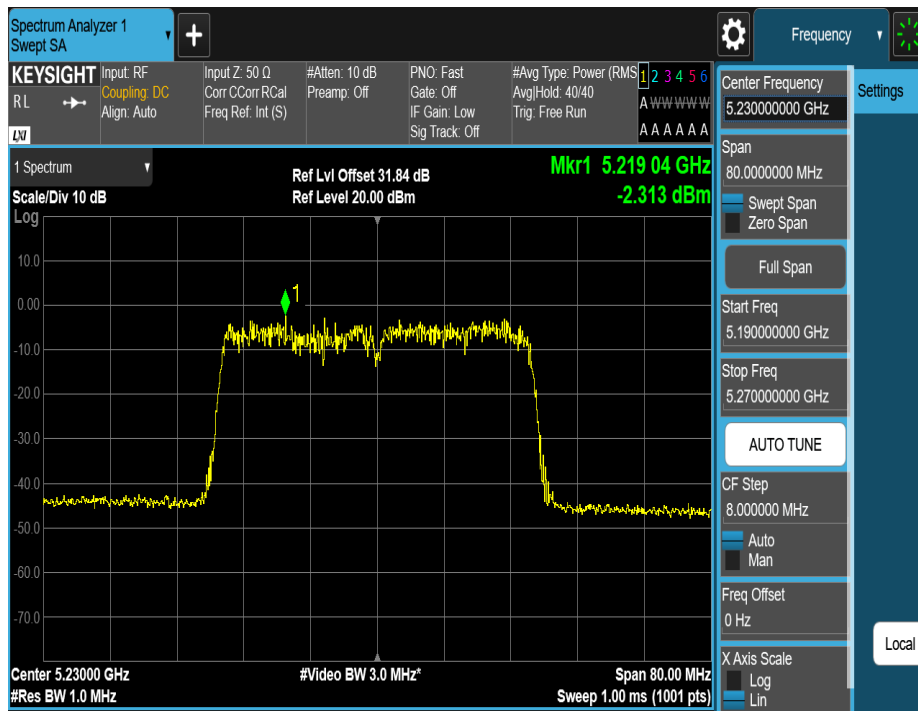 Spectrum Analyzer 1
Swept SA
+
Frequency
KEYSIGHT
R L
LXI
Input: RF
Coupling: DC
Align: Auto
Input Z: 50 Ω
Corr CCorr RCal
Freq Ref: Int (S)
#Atten: 10 dB
Preamp: Off
PNO: Fast
Gate: Off
IF Gain: Low
Sig Track: Off
#Avg Type: Power (RMS
Avg|Hold: 40/40
Trig: Free Run
1 2 3 4 5 6
A W W W W W
A A A A A A
1 Spectrum
Scale/Div 10 dB
Log
Ref Lvl Offset 31.84 dB
Ref Level 20.00 dBm
Mkr1 5.219 04 GHz
-2.313 dBm
1
10.0
0.00
-10.0
-20.0
-30.0
-40.0
-50.0
-60.0
-70.0
Center 5.23000 GHz
#Res BW 1.0 MHz
#Video BW 3.0 MHz*
Span 80.00 MHz
Sweep 1.00 ms (1001 pts)
Center Frequency
5.230000000 GHz
Span
80.0000000 MHz
Swept Span
Zero Span
Full Span
Start Freq
5.190000000 GHz
Stop Freq
5.270000000 GHz
AUTO TUNE
CF Step
8.000000 MHz
Auto
Man
Freq Offset
0 Hz
X Axis Scale
Log
Lin
Settings
Local